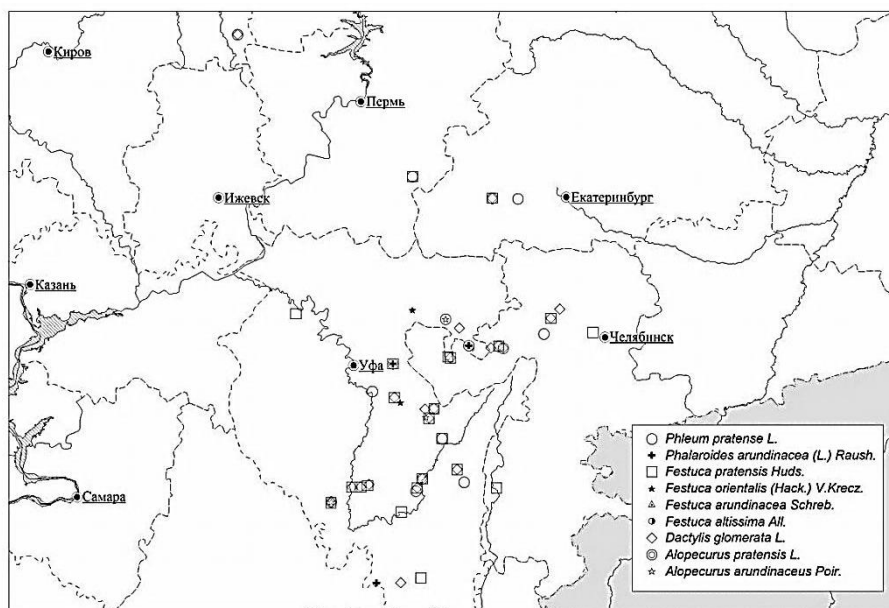 Киров
Пермь
Ижевск
Екатеринбург
Казань
Челябинск
Уфа
Самара
Phleum pratense L.
Phalaroides arundinacea (L.) Raush.
Festuca pratensis Huds.
Festuca orientalis (Hack.) V.Krecz.
Festuca arundinacea Schreb.
Festuca altissima All.
Dactylis glomerata L.
Alopecurus pratensis L.
Alopecurus arundinaceus Poir.